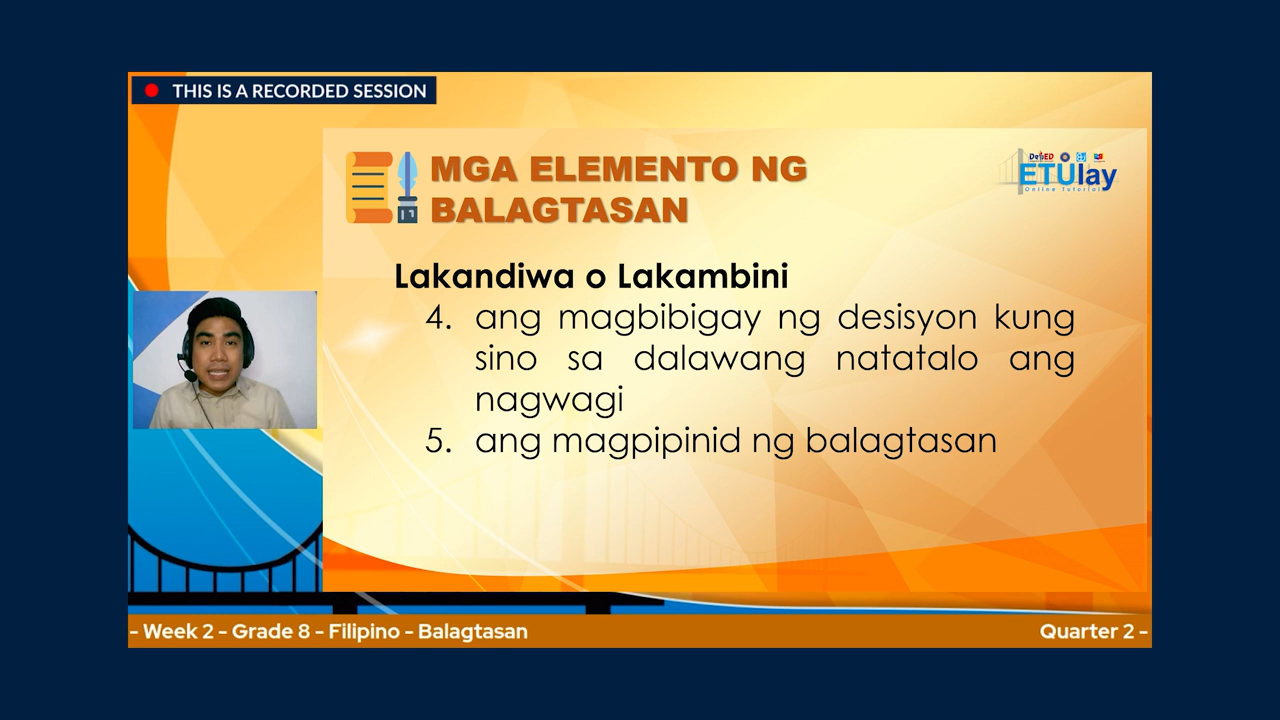 THIS IS A RECORDED SESSION
MGA ELEMENTO NG
BALAGTASAN
DepED
ETUlay
Online Tutorial
Lakandiwa o Lakambini
4. ang magbibigay ng desisyon kung
sino sa dalawang natatalo ang
nagwagi
5. ang magpipinid ng balagtasan
- Week 2 - Grade 8 - Filipino - Balagtasan
Quarter 2 -